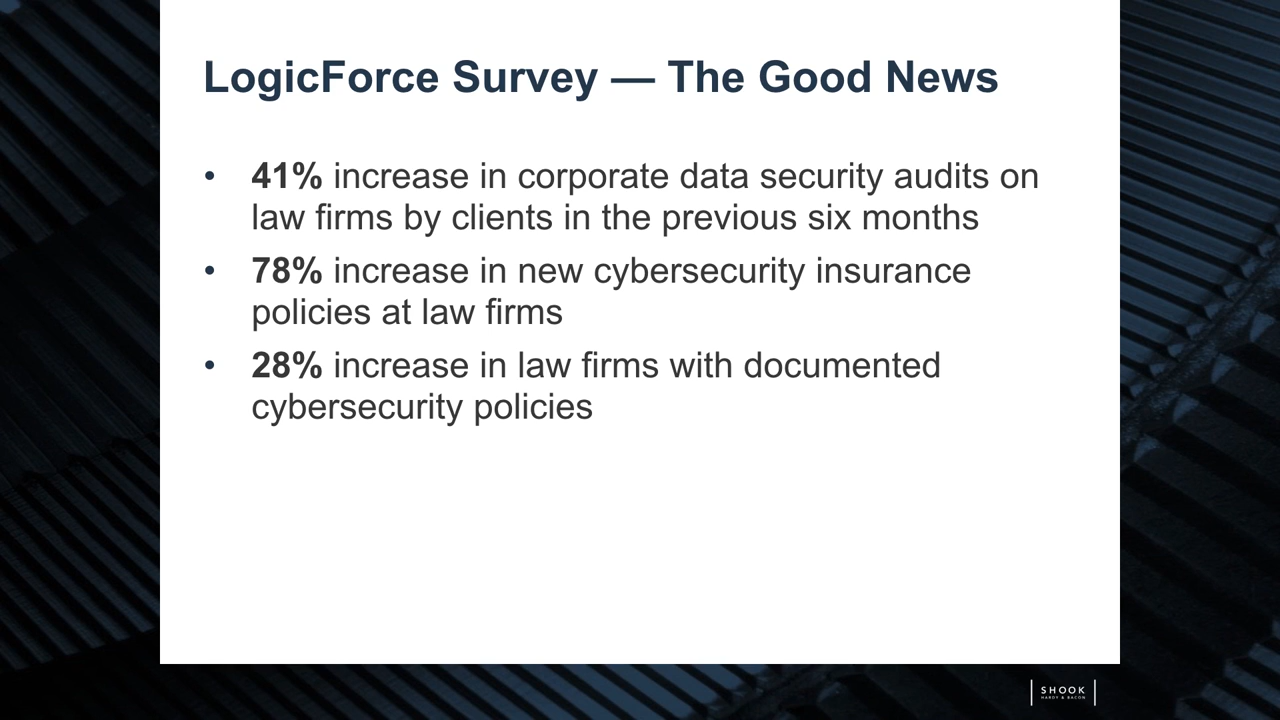 LogicForce Survey — The Good News
• 41% increase in corporate data security audits on
law firms by clients in the previous six months
• 78% increase in new cybersecurity insurance
policies at law firms
• 28% increase in law firms with documented
cybersecurity policies
SHOOK
HARDY & BACON